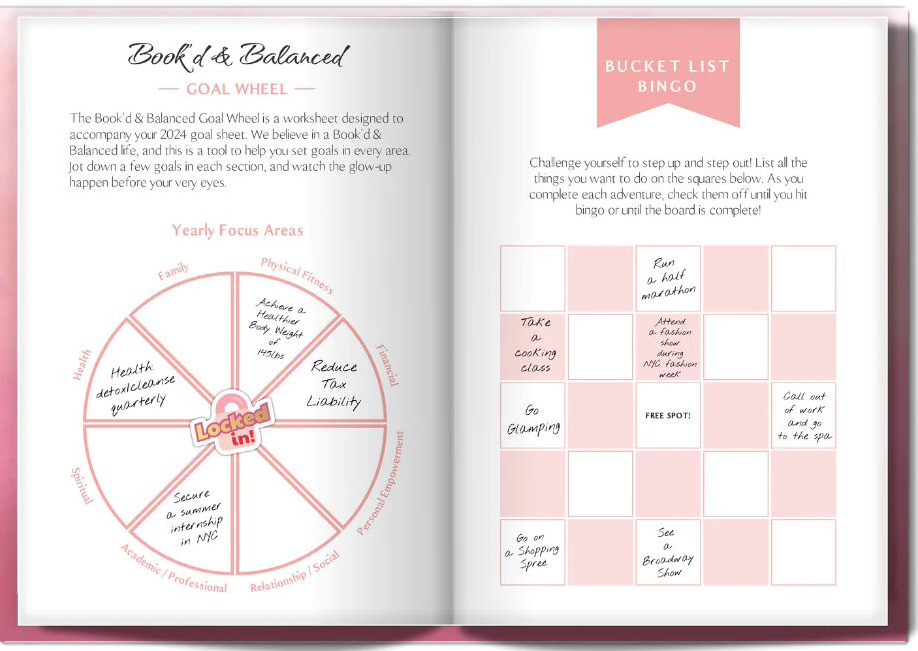 Book'd & Balanced
GOAL WHEEL
The Book'd & Balanced Goal Wheel is a worksheet designed to
accompany your 2024 goal sheet. We believe in a Book'd &
Balanced life, and this is a tool to help you set goals in every area.
Jot down a few goals in each section, and watch the glow-up
happen before your very eyes.
Yearly Focus Areas
Family
Physical Fitness
Health
Financial
Spiritual
Personal Empowerment
Academic / Professional
Relationship / Social
Achieve a
Healthier
Body Weight
of
145lbs
Health
detox/cleanse
quarterly
Reduce
Tax
Liability
Locked
in!
Secure
a summer
internship
in NYC
BUCKET LIST
BINGO
Challenge yourself to step up and step out! List all the
things you want to do on the squares below. As you
complete each adventure, check them off until you hit
bingo or until the board is complete!
Run
a half
marathon
Take
a
cooking
class
Attend
a fashion
show
during
NYC fashion
week
Go
Glamping
FREE SPOT!
Call out
of work
and go
to the spa
Go on
a Shopping
Spree
See
a
Broadway
Show